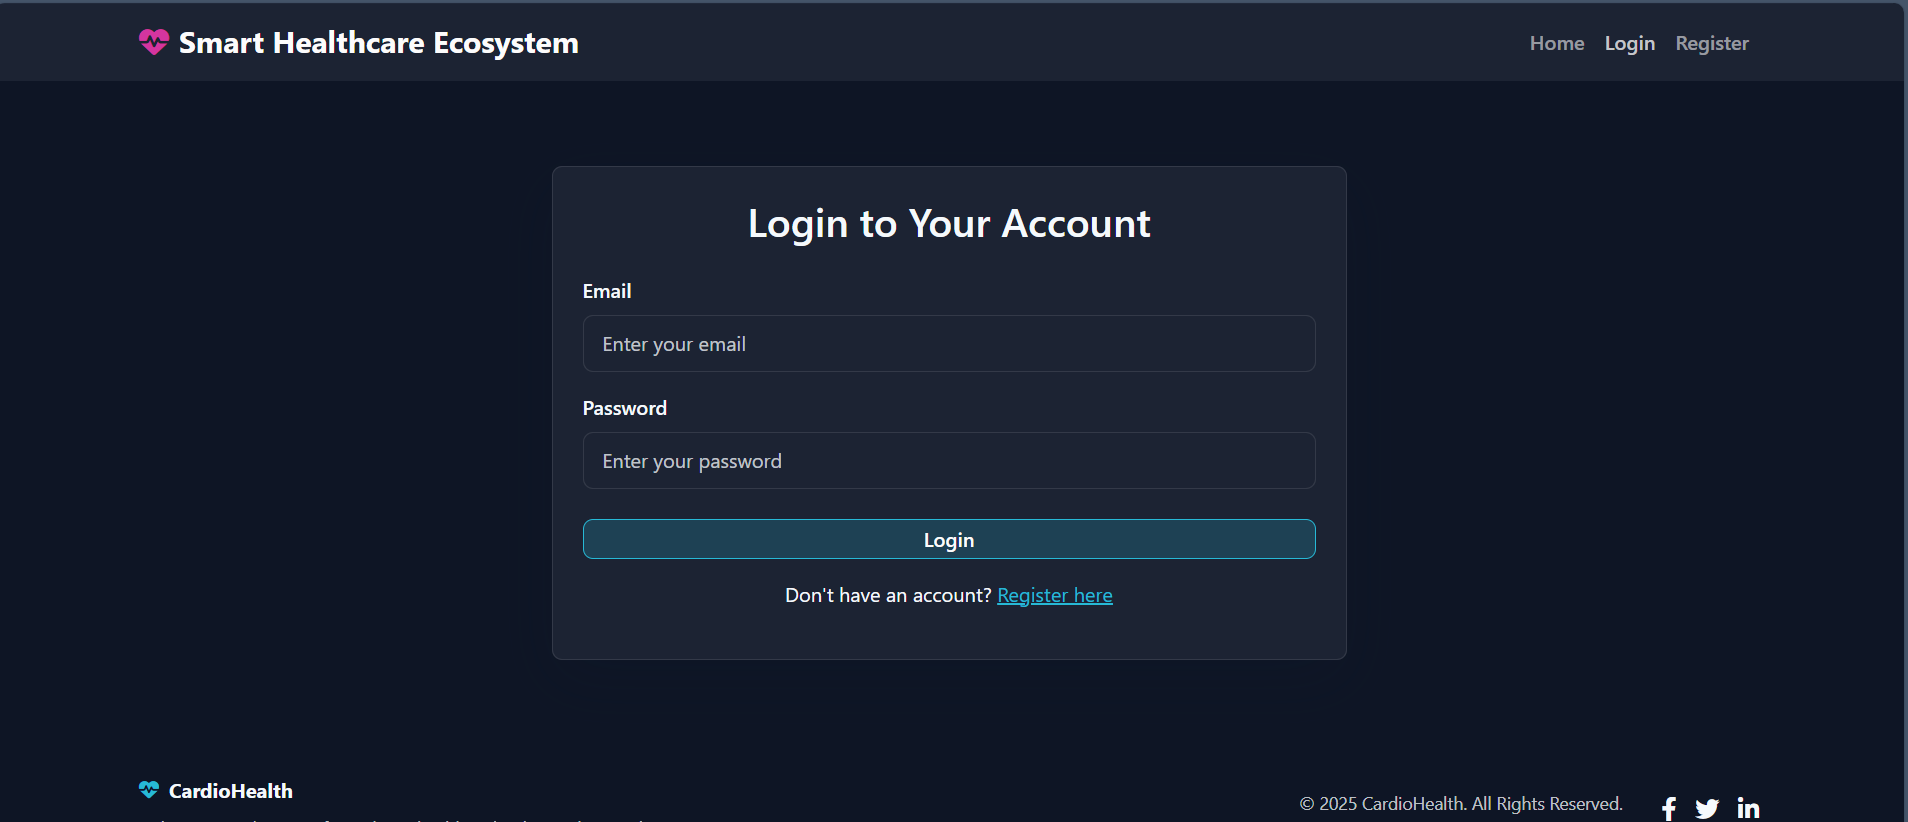 Smart Healthcare Ecosystem
Home Login Register
Login to Your Account
Email
Enter your email
Password
Enter your password
Login
Don't have an account? Register here
CardioHealth
© 2025 CardioHealth. All Rights Reserved.